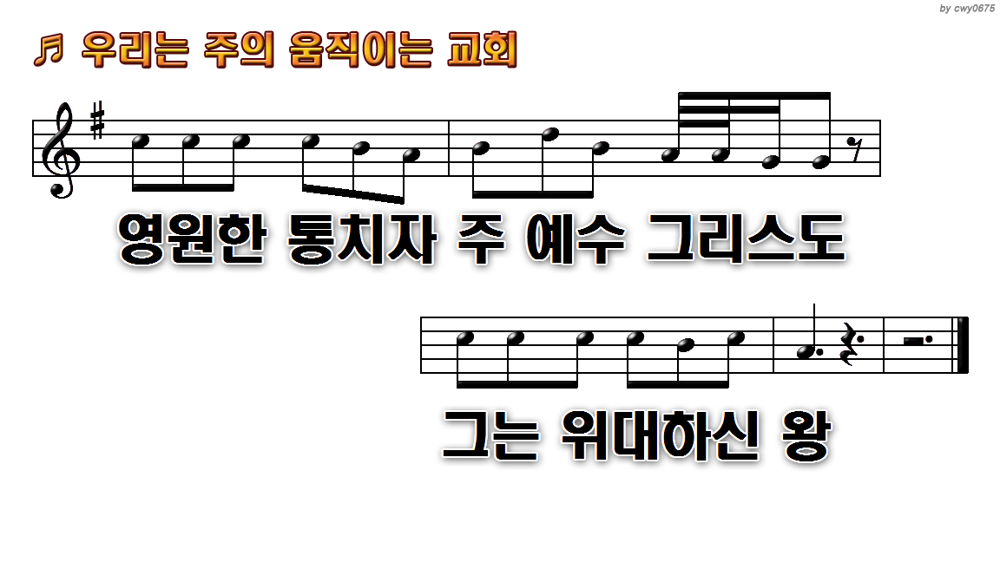 by cwy0675
♬ 우리는 주의 움직이는 교회
영원한 통치자 주 예수 그리스도
그는 위대하신 왕